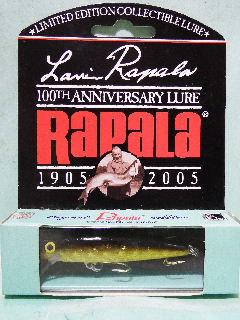 ★LIMITED EDITION COLLECTIBLE LURE★
Lauri Rapala
100TH ANNIVERSARY LURE
RAPALA®
1905 2005